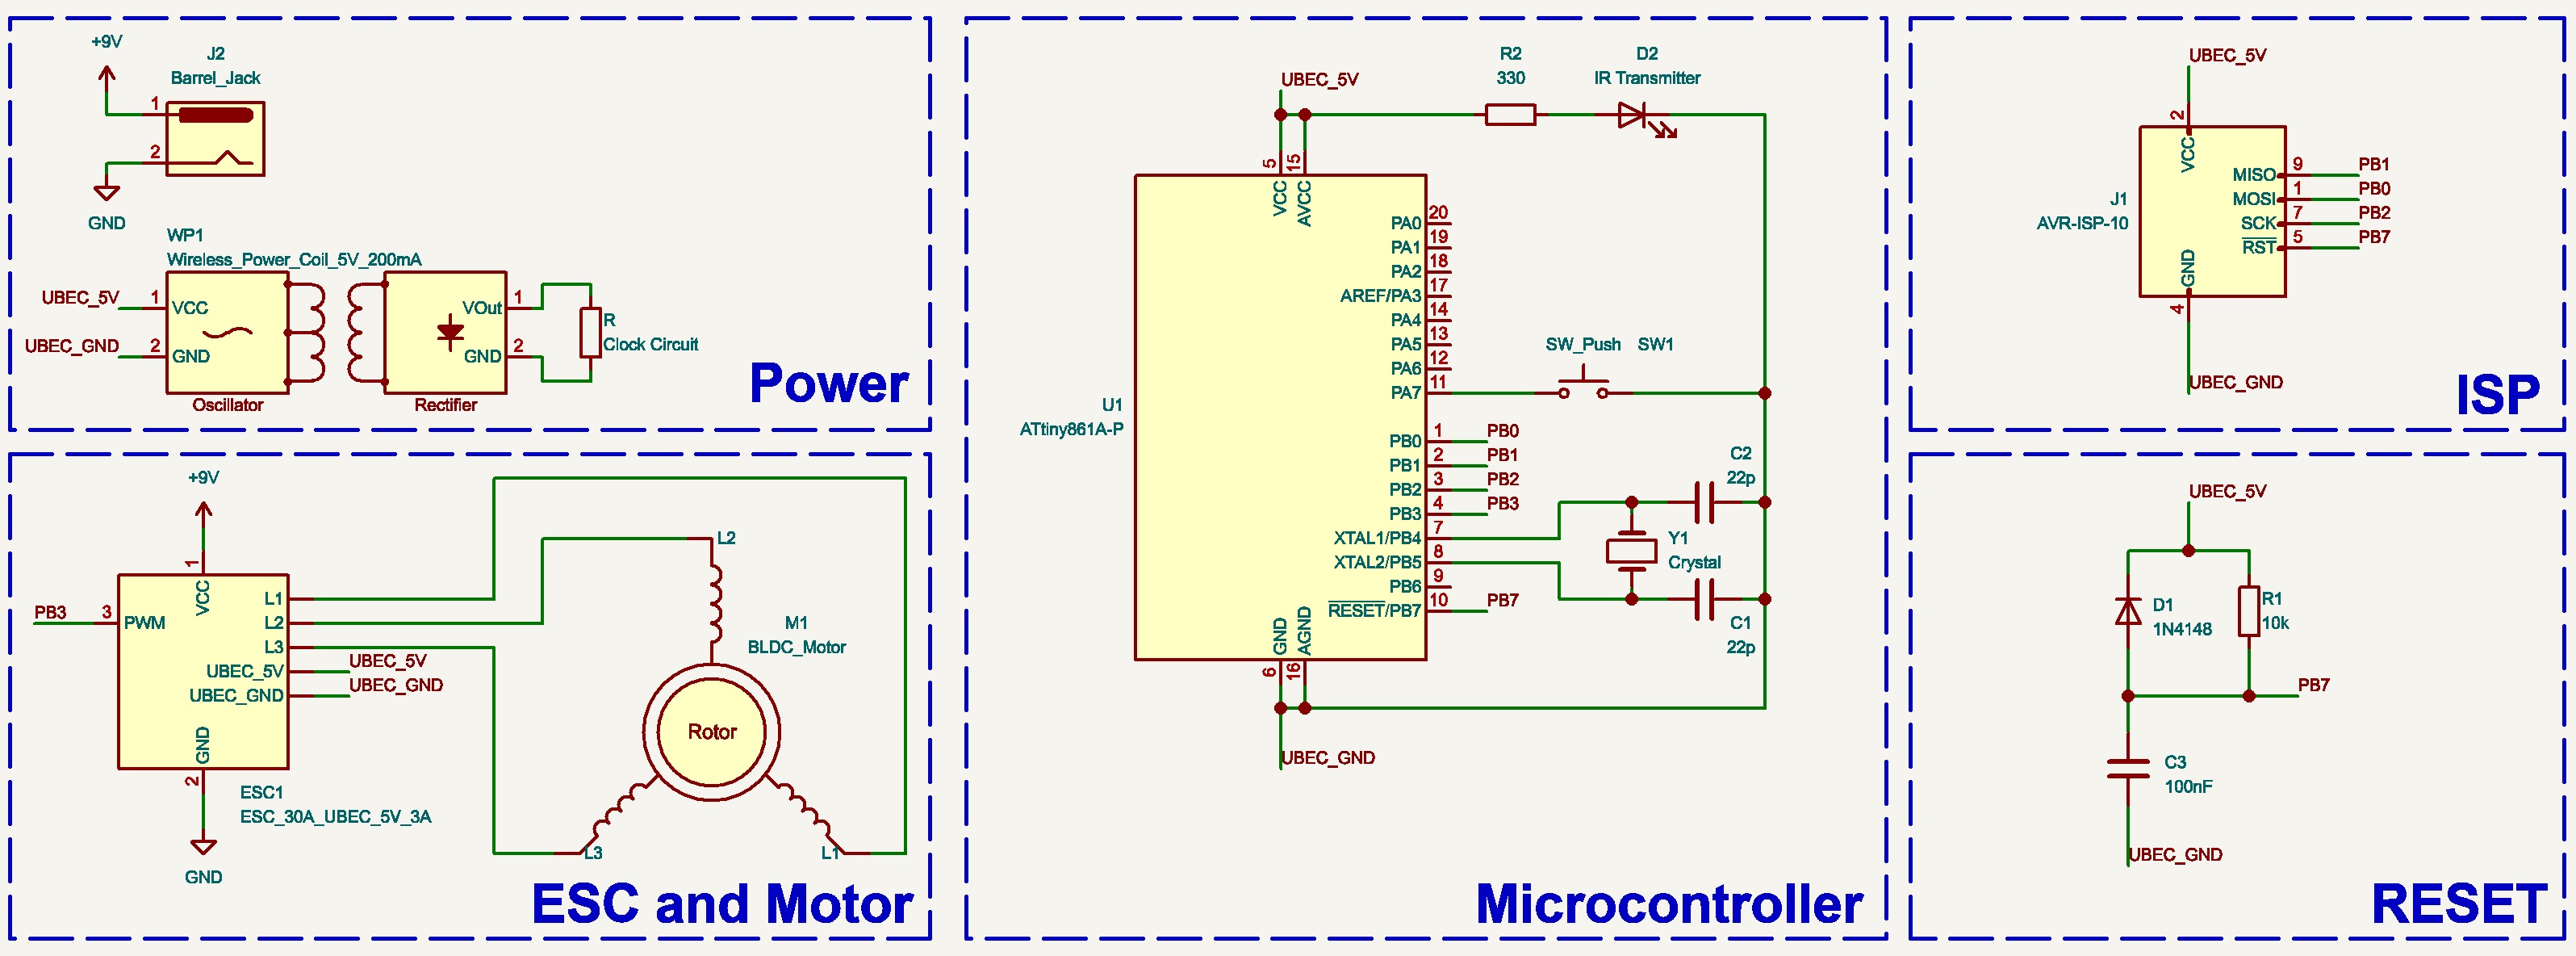 +9V
J2
Barrel_Jack
1
2
GND
WP1
Wireless_Power_Coil_5V_200mA
UBEC_5V
1
VCC
VOut
1
R
Clock Circuit
UBEC_GND
2
GND
GND
2
Oscillator
Rectifier
Power
+9V
1
VCC
PB3
3
PWM
L1
L2
L3
UBEC_5V
UBEC_5V
UBEC_GND
UBEC_GND
GND
2
ESC1
ESC_30A_UBEC_5V_3A
GND
L2
M1
BLDC_Motor
Rotor
L3
L1
ESC and Motor
UBEC_5V
R2
330
D2
IR Transmitter
5
15
VCC
AVCC
PA0
20
PA1
19
PA2
18
AREF/PA3
17
PA4
14
PA5
13
PA6
12
PA7
11
SW_Push
SW1
U1
ATtiny861A-P
PB0
1
PB0
PB1
2
PB1
PB2
3
PB2
PB3
4
PB3
XTAL1/PB4
7
XTAL2/PB5
8
PB6
9
RESET/PB7
10
PB7
C2
22p
Y1
Crystal
C1
22p
GND
AGND
6
16
UBEC_GND
Microcontroller
UBEC_5V
2
VCC
J1
AVR-ISP-10
MISO
9
PB1
MOSI
1
PB0
SCK
7
PB2
RST
5
PB7
GND
4
UBEC_GND
ISP
UBEC_5V
D1
1N4148
R1
10k
PB7
C3
100nF
UBEC_GND
RESET